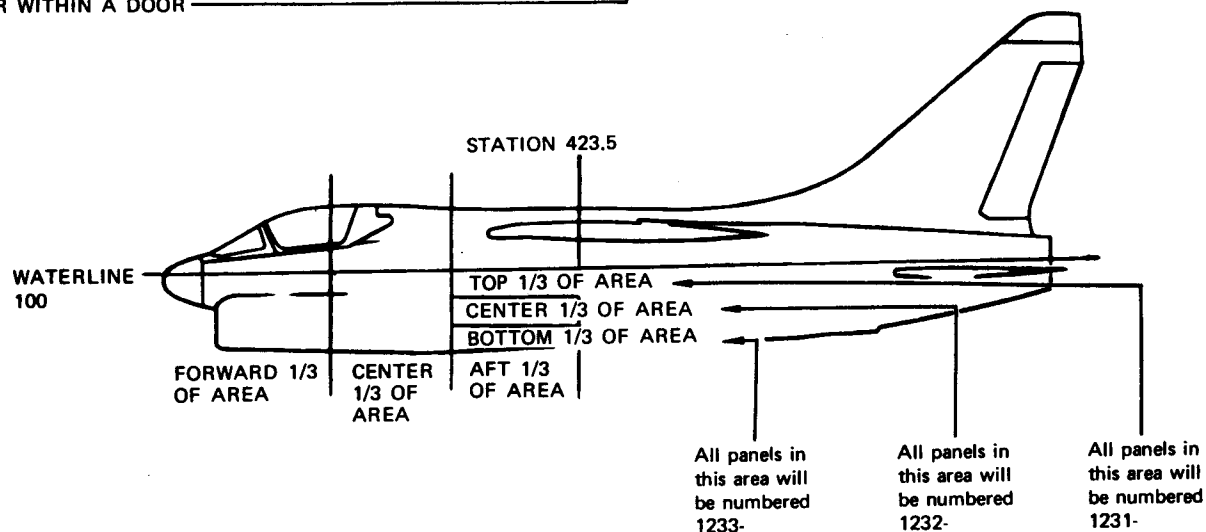 R WITHIN A DOOR
STATION 423.5
WATERLINE
100
TOP 1/3 OF AREA
CENTER 1/3 OF AREA
BOTTOM 1/3 OF AREA
FORWARD 1/3
OF AREA
CENTER
1/3 OF
AREA
AFT 1/3
OF AREA
All panels in
this area will
be numbered
1233-
All panels in
this area will
be numbered
1232-
All panels in
this area will
be numbered
1231-